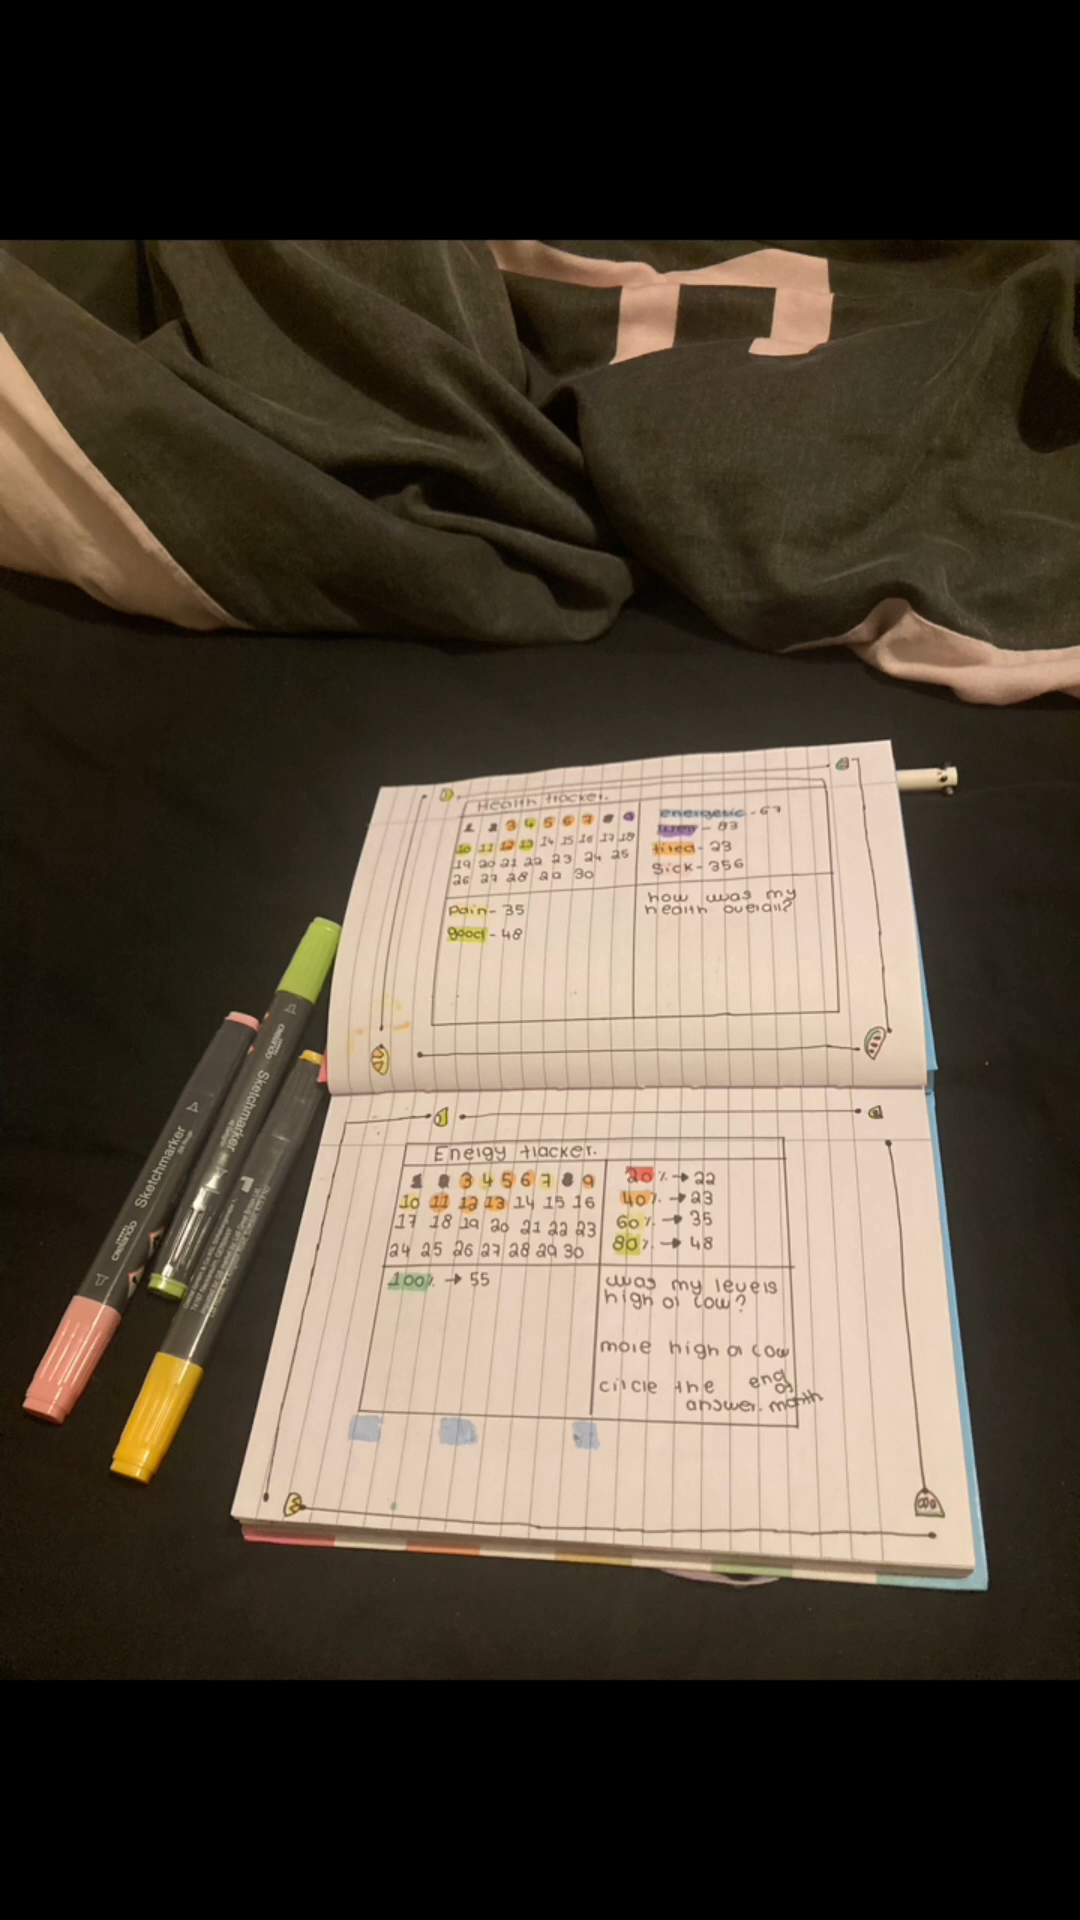 Health tracker.
1 2 3 4 5 6 7 8 9
10 11 12 13 14 15 16 17 18
19 20 21 22 23 24 25
26 27 28 29 30
energetic - 67
- 83
tired - 23
Sick - 356
Pain - 35
good - 48
how was my
health overall?
Energy tracker.
1 2 3 4 5 6 7 8 9
10 11 12 13 14 15 16
17 18 19 20 21 22 23
24 25 26 27 28 29 30
20% → 22
40% → 23
60% → 35
80% → 48
100% → 55
was my levels
high or low?
more high or low
circle the end of
answer. month
Sketchmarker
crelando
Sketchmarker
crelando